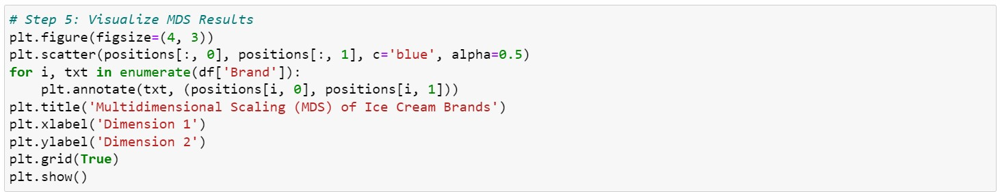 # Step 5: Visualize MDS Results
plt.figure(figsize=(4, 3))
plt.scatter(positions[:, 0], positions[:, 1], c='blue', alpha=0.5)
for i, txt in enumerate(df['Brand']):
    plt.annotate(txt, (positions[i, 0], positions[i, 1]))
plt.title('Multidimensional Scaling (MDS) of Ice Cream Brands')
plt.xlabel('Dimension 1')
plt.ylabel('Dimension 2')
plt.grid(True)
plt.show()